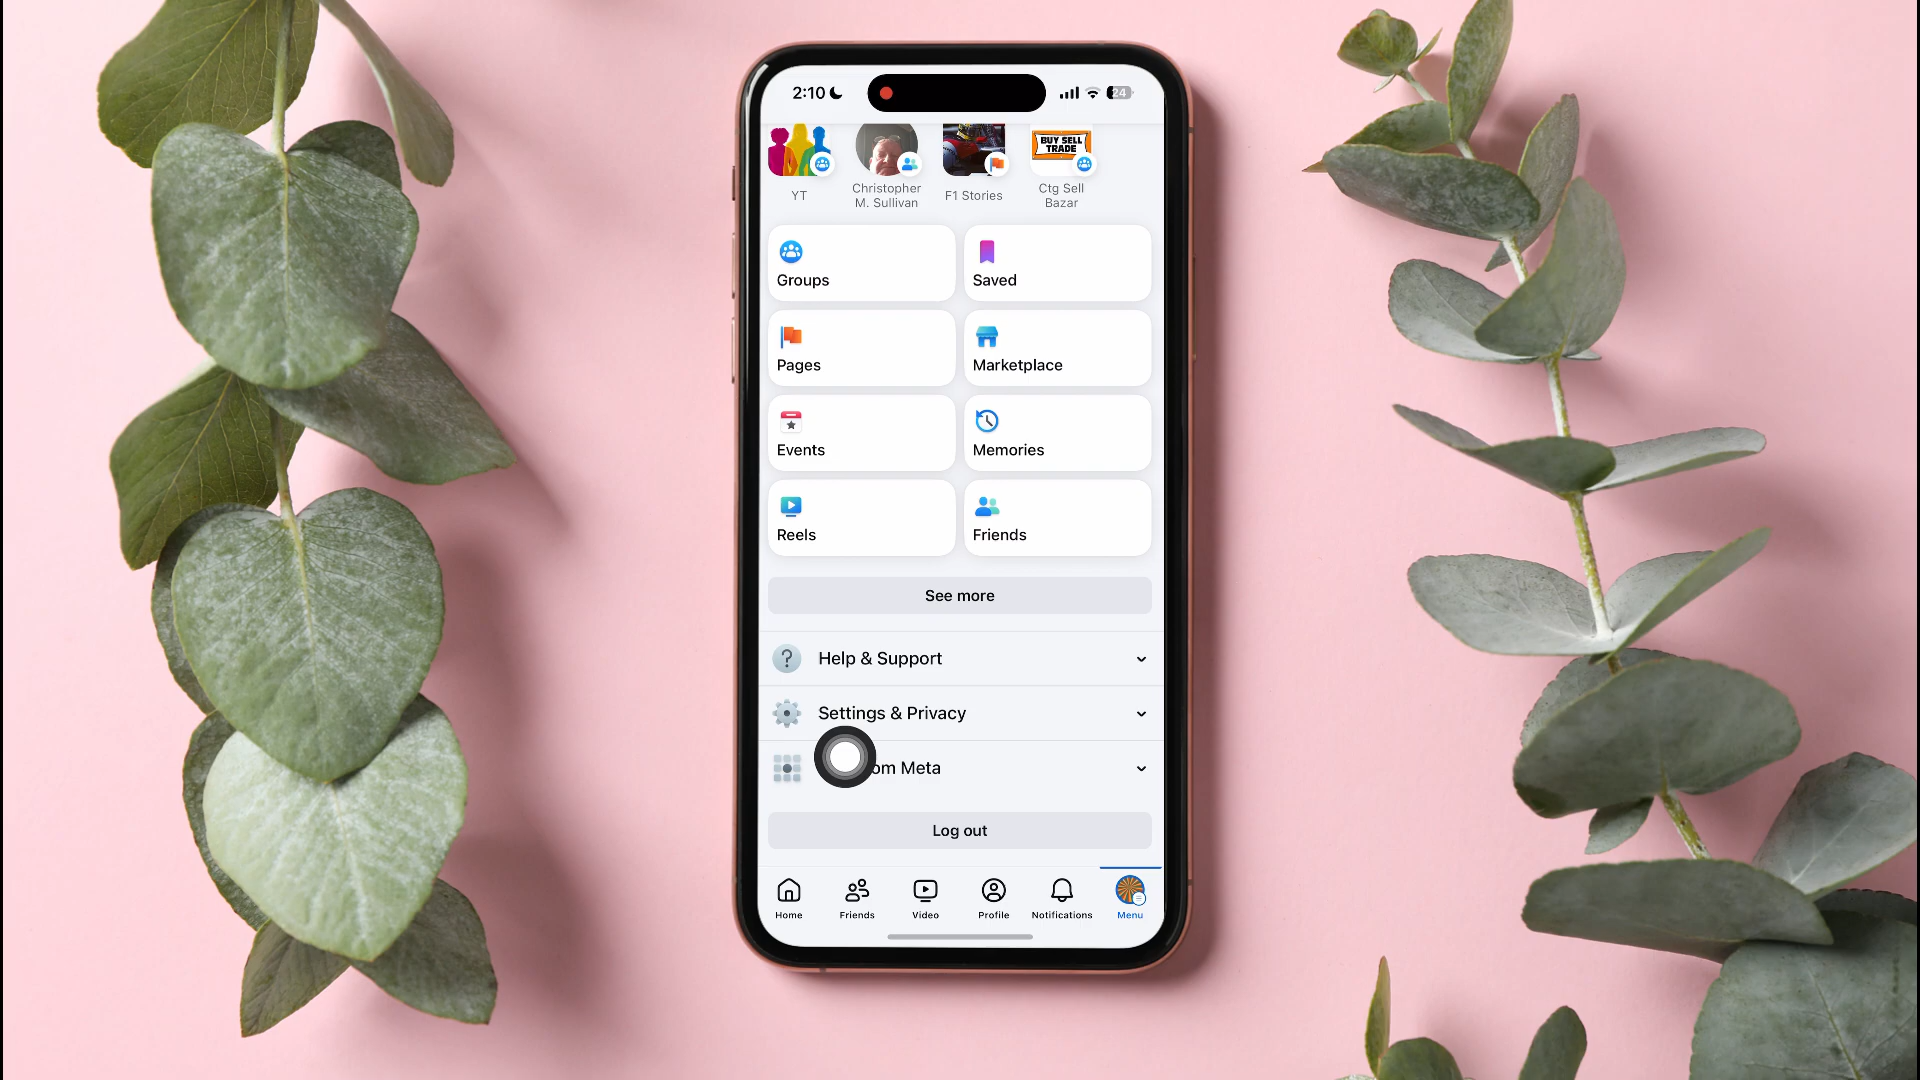 2:10
24
BUY SELL
TRADE
YT
Christopher
M. Sullivan
F1 Stories
Ctg Sell
Bazar
Groups
Saved
Pages
Marketplace
Events
Memories
Reels
Friends
See more
Help & Support
Settings & Privacy
om Meta
Log out
Home
Friends
Video
Profile
Notifications
Menu